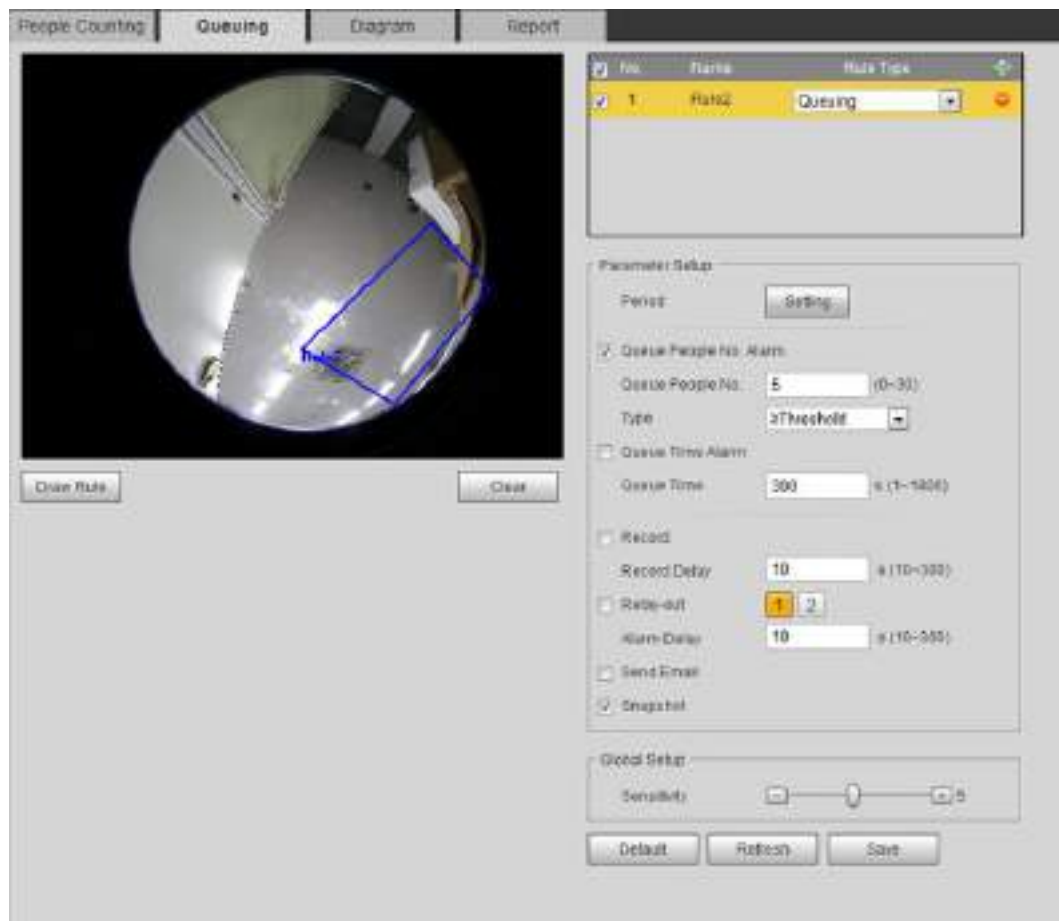 People Counting Queuing Diagram Report
No. Name Rule Type
1 Rule2 Queuing
Parameter Setup
Period Setting
Queue People No. Alarm
Queue People No. 5 (0~30)
Type ≥Threshold
Queue Time Alarm
Queue Time 300 s (1~1800)
Draw Rule Clear
Record
Record Delay 10 s (10~300)
Relay-out 1 2
Alarm Delay 10 s (10~300)
Send Email
Snapshot
Global Setup
Sensitivity 5
Default Refresh Save